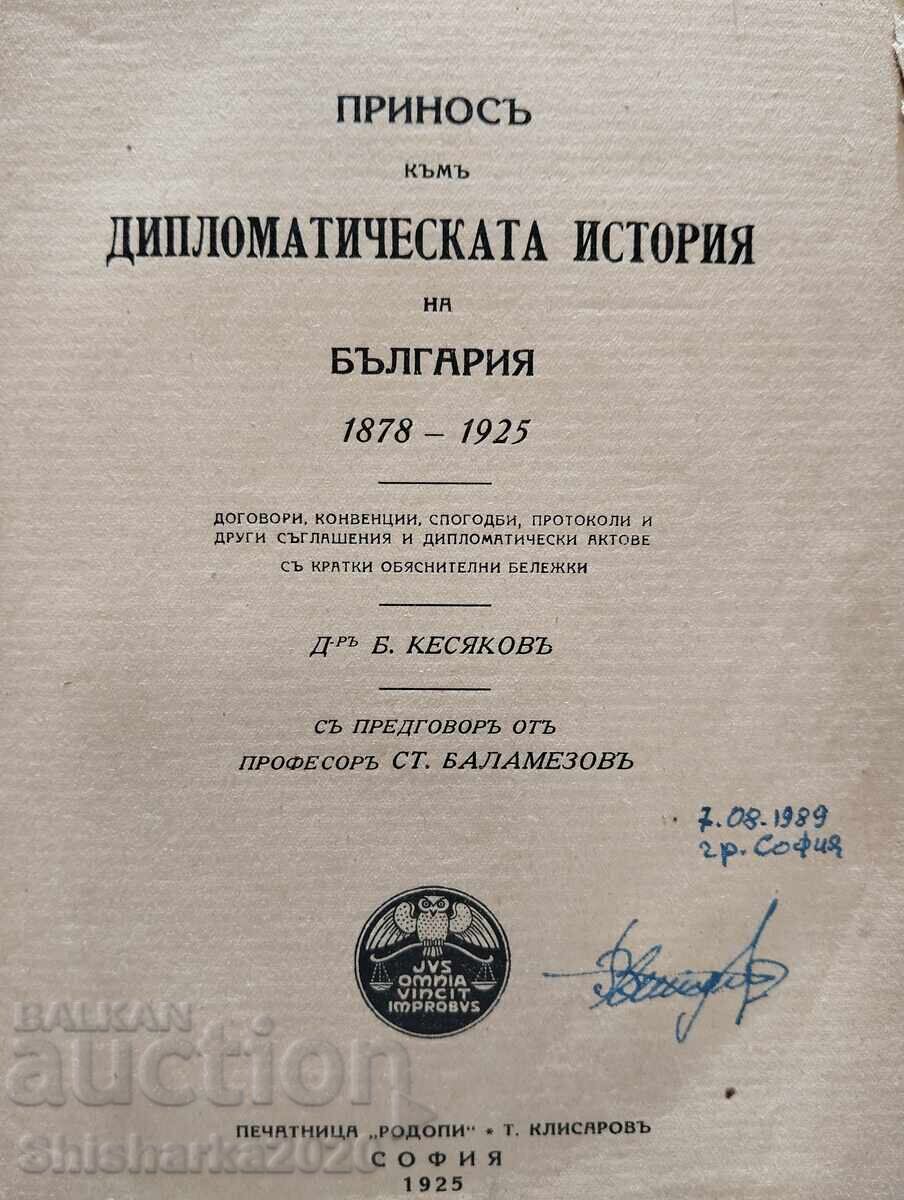 ПРИНОСЪ
КЪМЪ
ДИПЛОМАТИЧЕСКАТА ИСТОРИЯ
НА
БЪЛГАРИЯ
1878 – 1925
ДОГОВОРИ, КОНВЕНЦИИ, СПОГОДБИ, ПРОТОКОЛИ И
ДРУГИ СЪГЛАШЕНИЯ И ДИПЛОМАТИЧЕСКИ АКТОВЕ
СЪ КРАТКИ ОБЯСНИТЕЛНИ БЕЛЕЖКИ
Д-РЪ Б. КЕСЯКОВЪ
СЪ ПРЕДГОВОРЪ ОТЪ
ПРОФЕСОРЪ СТ. БАЛАМЕЗОВЪ
7.08.1989
гр. София
JVS
OMNIA
VINCIT
IMPROBVS
BALKAN
auction
Shisharka2020
ПЕЧАТНИЦА „РОДОПИ“ * Т. КЛИСАРОВЪ
СОФИЯ
1925